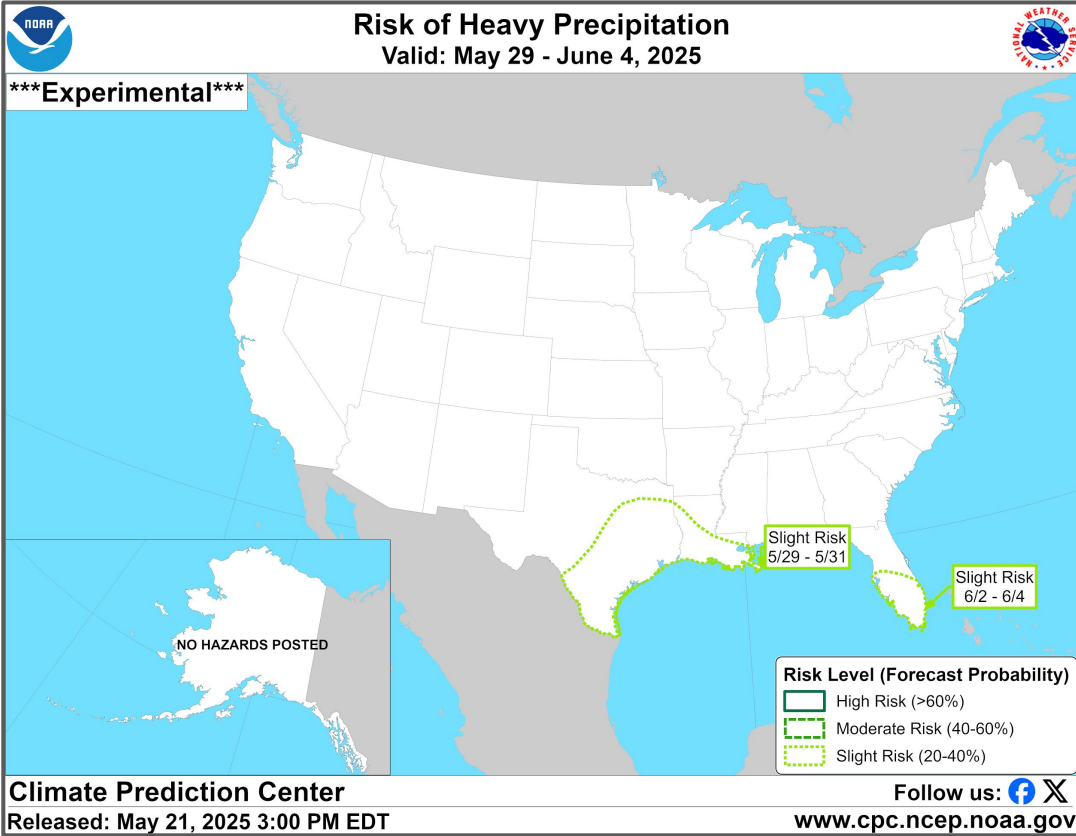 NOAA
Risk of Heavy Precipitation
Valid: May 29 - June 4, 2025
NATIONAL WEATHER SERVICE
***Experimental***
Slight Risk
5/29 - 5/31
Slight Risk
6/2 - 6/4
NO HAZARDS POSTED
Risk Level (Forecast Probability)
High Risk (>60%)
Moderate Risk (40-60%)
Slight Risk (20-40%)
Climate Prediction Center
Follow us:
Released: May 21, 2025 3:00 PM EDT
www.cpc.ncep.noaa.gov